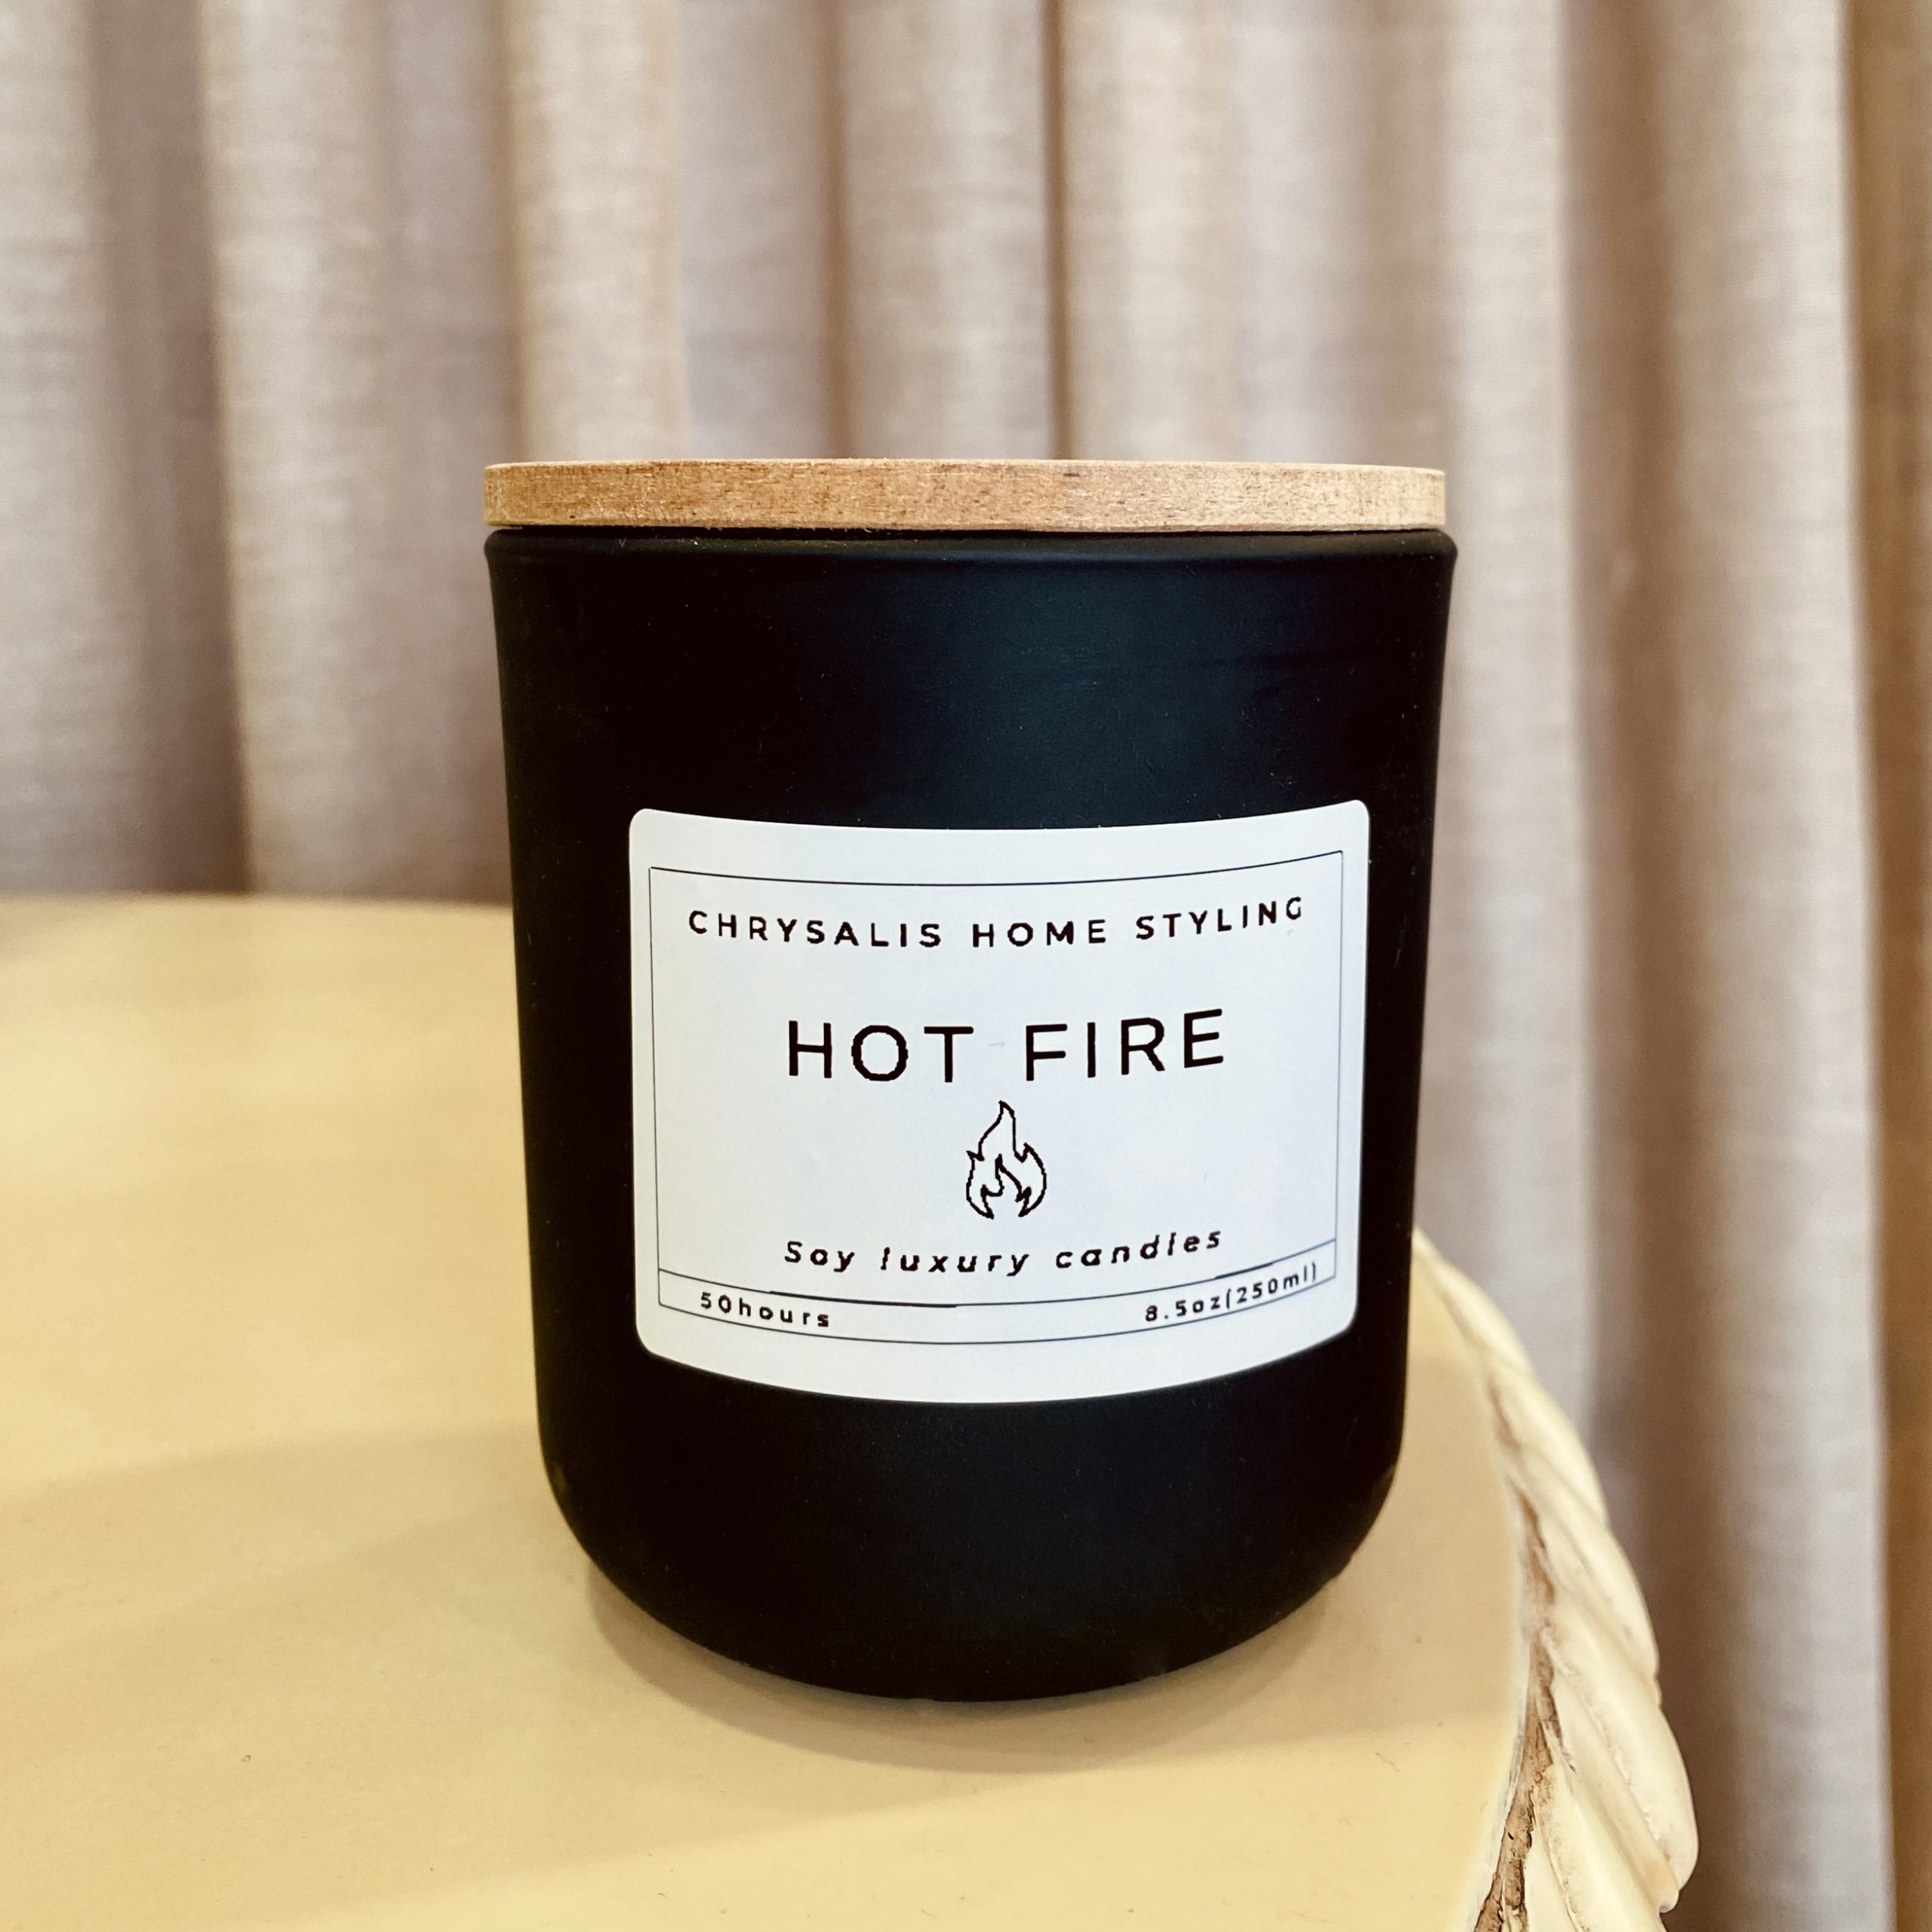 CHRYSALIS HOME STYLING
HOT FIRE
Soy luxury candles
50hours 8.5oz(250ml)